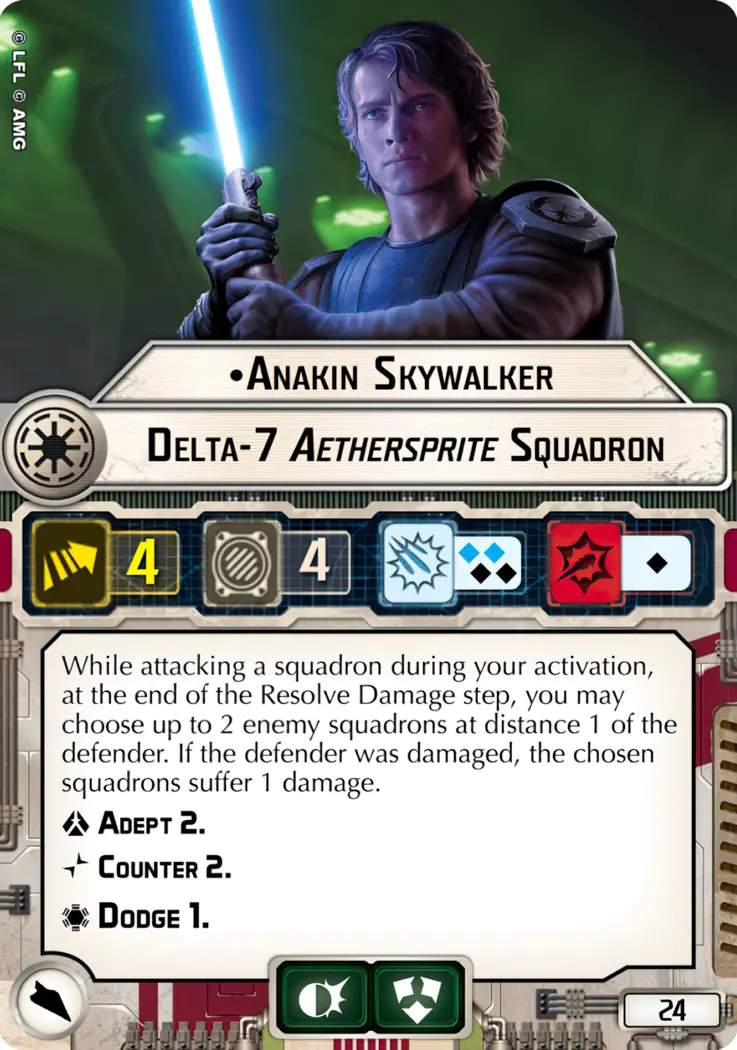 © LFL © AMG
•Anakin Skywalker
Delta-7 Aethersprite Squadron
4
4
While attacking a squadron during your activation,
at the end of the Resolve Damage step, you may
choose up to 2 enemy squadrons at distance 1 of the
defender. If the defender was damaged, the chosen
squadrons suffer 1 damage.
Adept 2.
Counter 2.
Dodge 1.
24